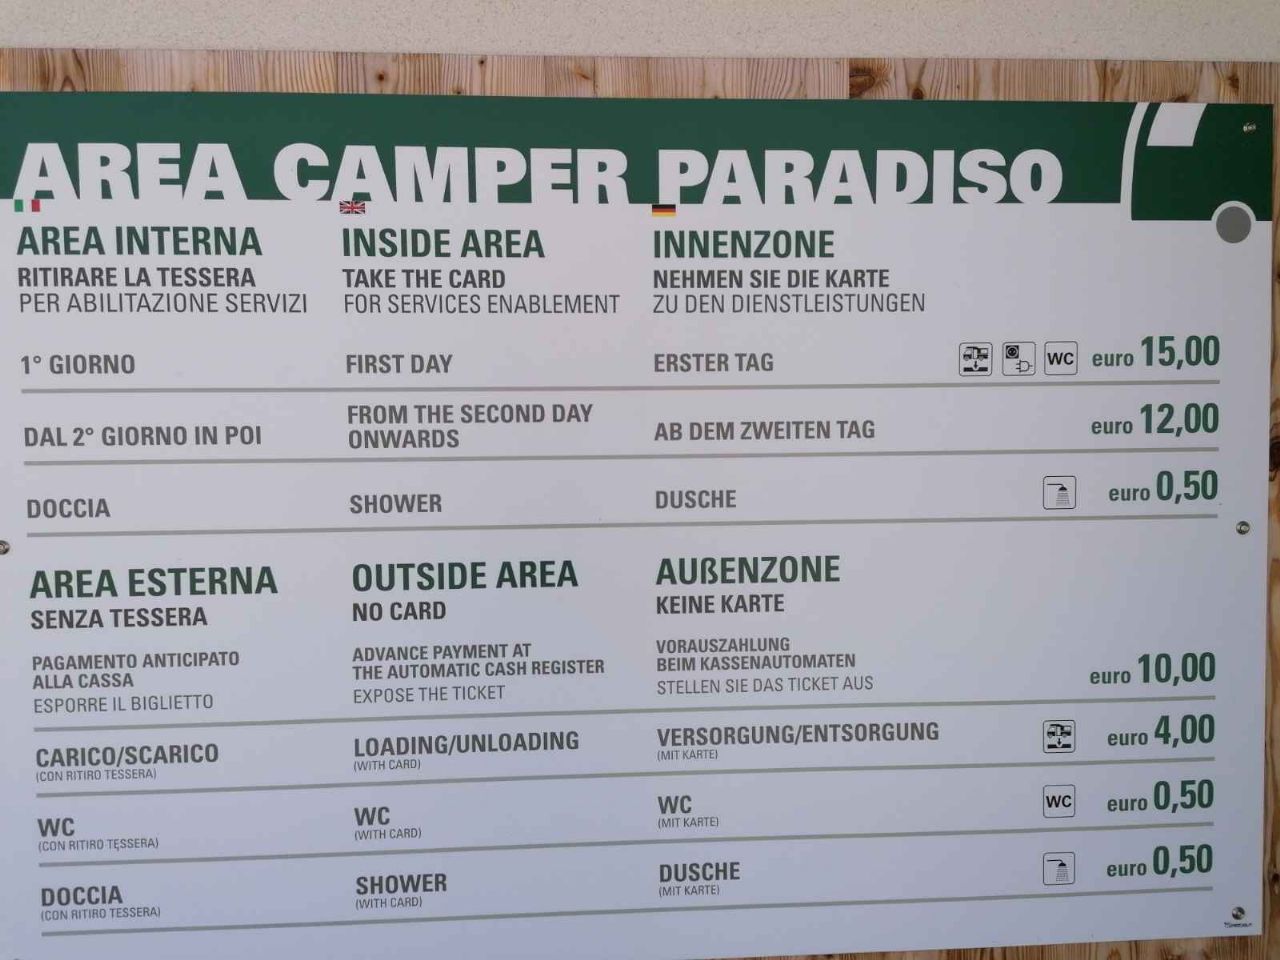 AREA CAMPER PARADISO
AREA INTERNA
RITIRARE LA TESSERA
PER ABILITAZIONE SERVIZI
INSIDE AREA
TAKE THE CARD
FOR SERVICES ENABLEMENT
INNENZONE
NEHMEN SIE DIE KARTE
ZU DEN DIENSTLEISTUNGEN
1° GIORNO FIRST DAY ERSTER TAG WC euro 15,00
DAL 2° GIORNO IN POI
FROM THE SECOND DAY
ONWARDS
AB DEM ZWEITEN TAG euro 12,00
DOCCIA SHOWER DUSCHE euro 0,50
AREA ESTERNA
SENZA TESSERA
PAGAMENTO ANTICIPATO
ALLA CASSA
ESPORRE IL BIGLIETTO
OUTSIDE AREA
NO CARD
ADVANCE PAYMENT AT
THE AUTOMATIC CASH REGISTER
EXPOSE THE TICKET
AUßENZONE
KEINE KARTE
VORAUSZAHLUNG
BEIM KASSENAUTOMATEN
STELLEN SIE DAS TICKET AUS
euro 10,00
CARICO/SCARICO
(CON RITIRO TESSERA)
LOADING/UNLOADING
(WITH CARD)
VERSORGUNG/ENTSORGUNG
(MIT KARTE)
euro 4,00
WC
(CON RITIRO TESSERA)
WC
(WITH CARD)
WC
(MIT KARTE)
WC euro 0,50
DOCCIA
(CON RITIRO TESSERA)
SHOWER
(WITH CARD)
DUSCHE
(MIT KARTE)
euro 0,50